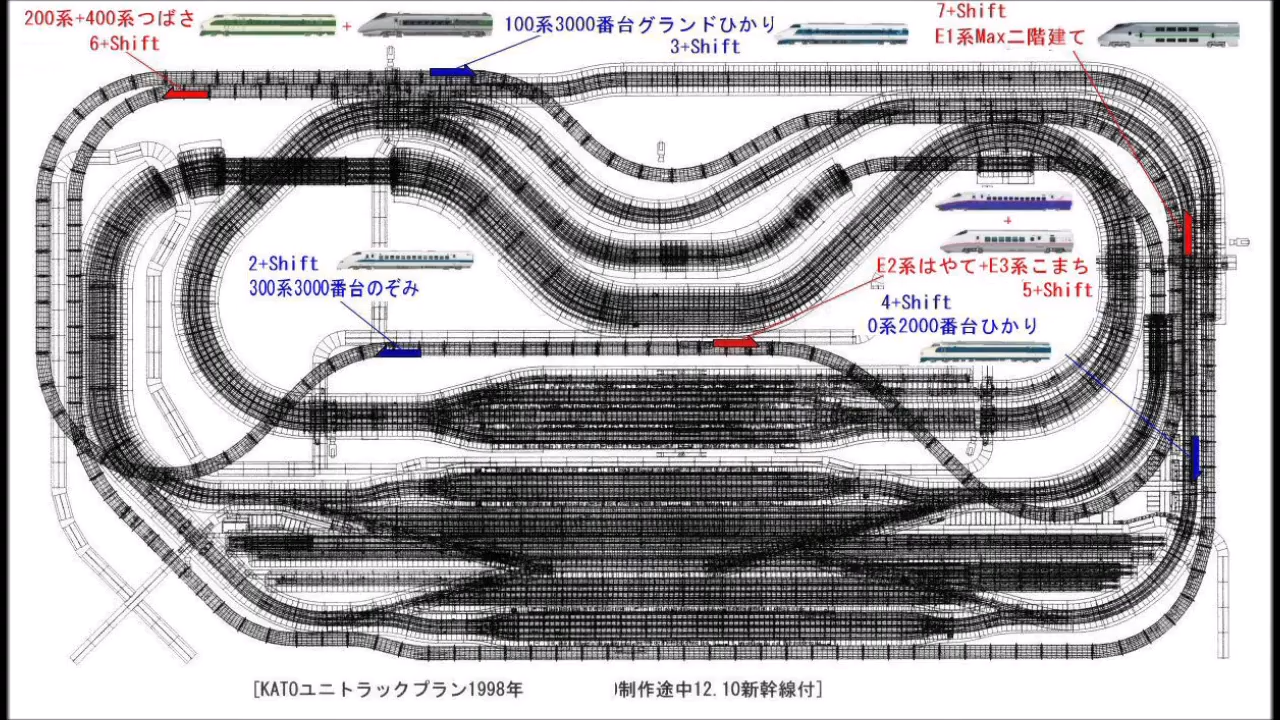 200系+400系つばさ
6+Shift
+
100系3000番台グランドひかり
3+Shift
7+Shift
E1系Max二階建て
2+Shift
300系3000番台のぞみ
+
E2系はやて+E3系こまち
5+Shift
4+Shift
0系2000番台ひかり
[KATOユニトラックプラン1998年
制作途中12.10新幹線付]